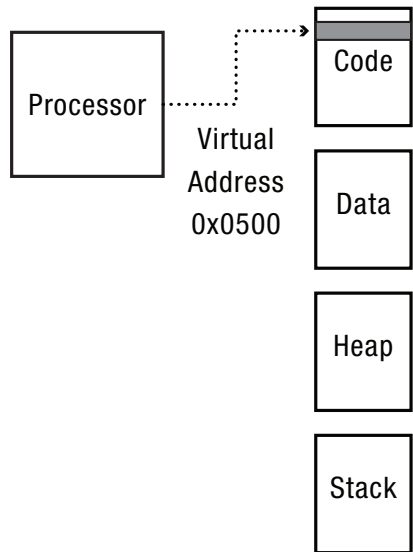 Processor
Virtual
Address
0x0500
Code
Data
Heap
Stack